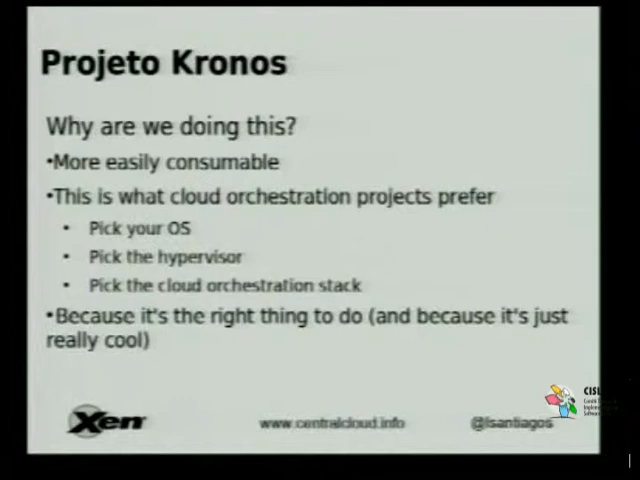 Projeto Kronos
Why are we doing this?
•More easily consumable
•This is what cloud orchestration projects prefer
• Pick your OS
• Pick the hypervisor
• Pick the cloud orchestration stack
•Because it's the right thing to do (and because it's just
really cool)
Xen
www.centralcloud.info
@lsantiagos
CISL